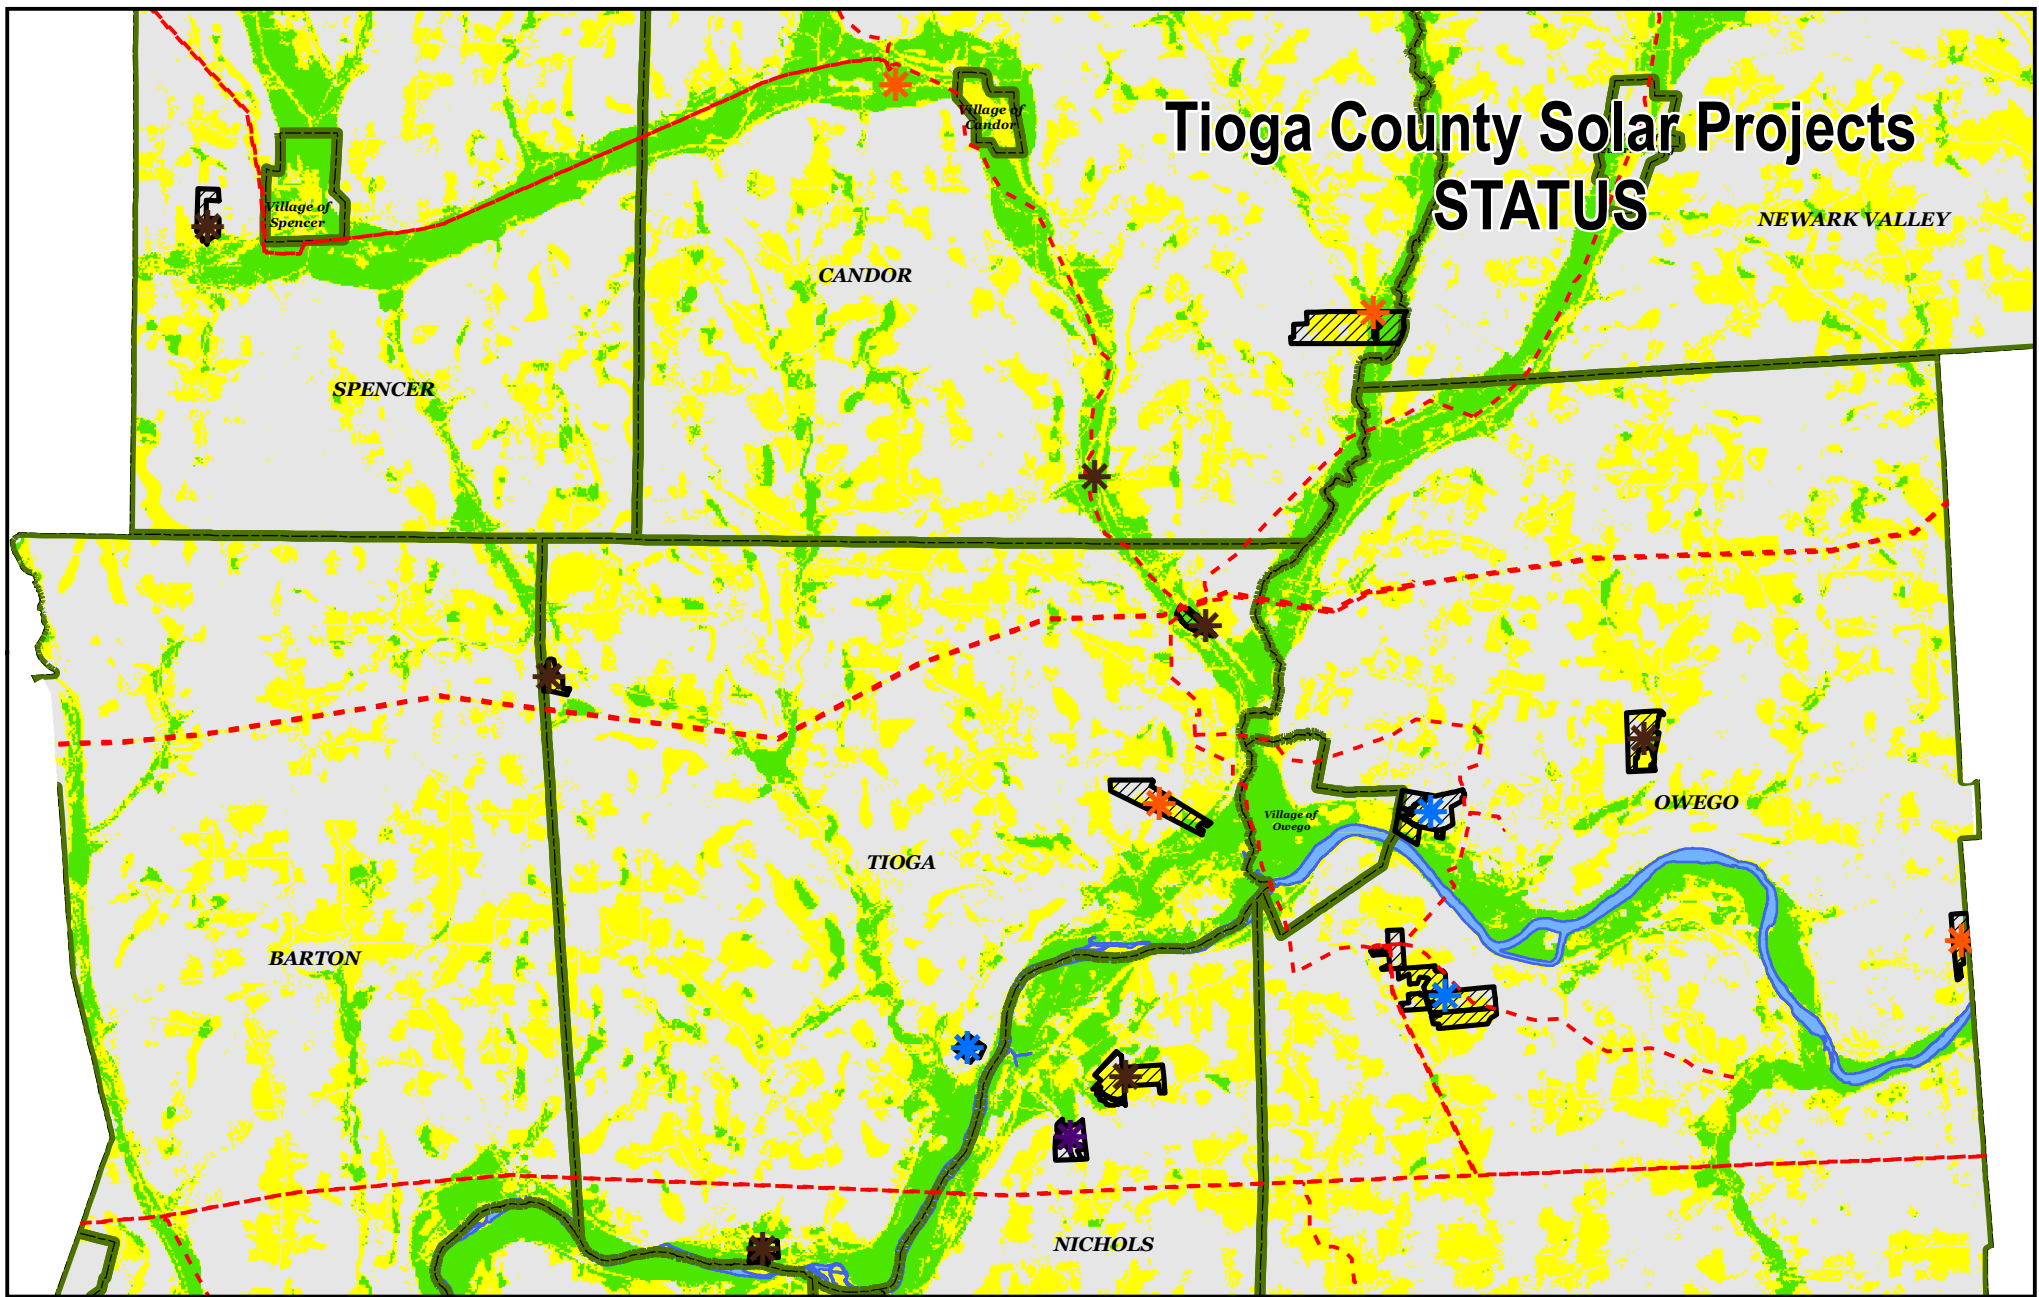 Tioga County Solar Projects
STATUS
Village of
Candor
Village of
Spencer
NEWARK VALLEY
CANDOR
SPENCER
OWEGO
Village of
Owego
TIOGA
BARTON
NICHOLS